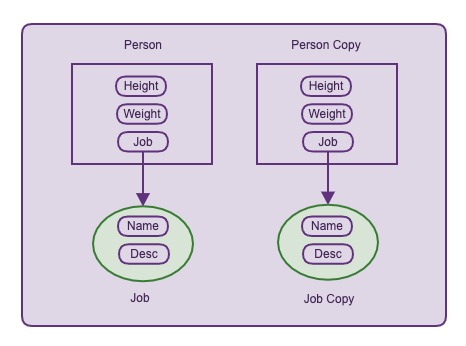 Person
Height
Weight
Job
Name
Desc
Job
Person Copy
Height
Weight
Job
Name
Desc
Job Copy